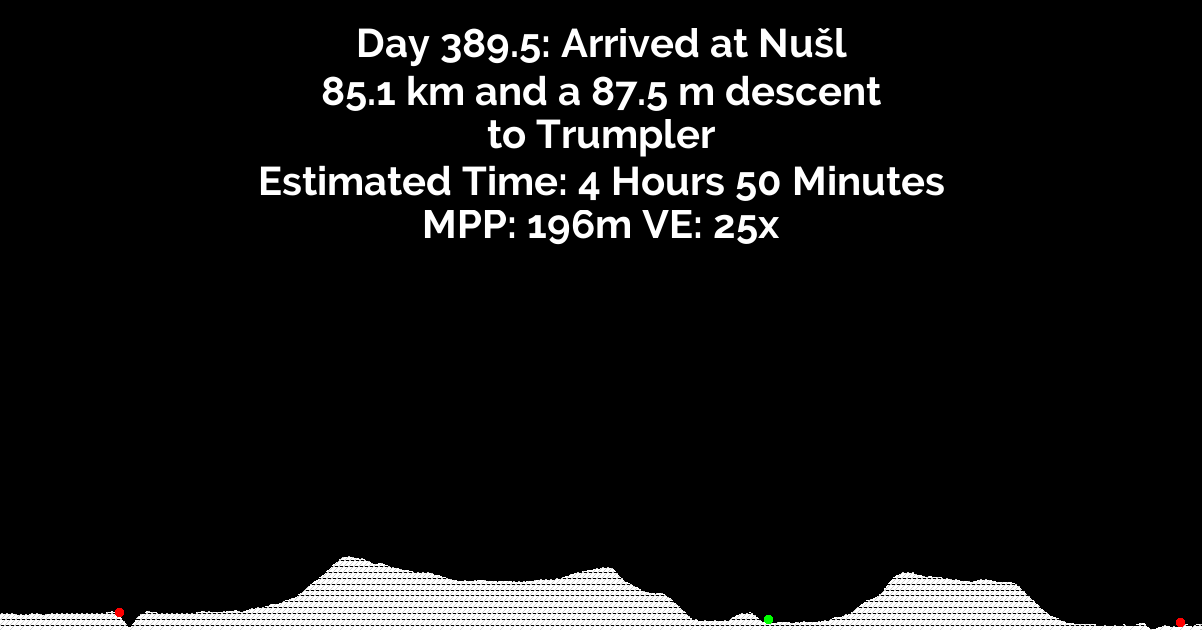 Day 389.5: Arrived at Nušl
85.1 km and a 87.5 m descent
to Trumpler
Estimated Time: 4 Hours 50 Minutes
MPP: 196m VE: 25x